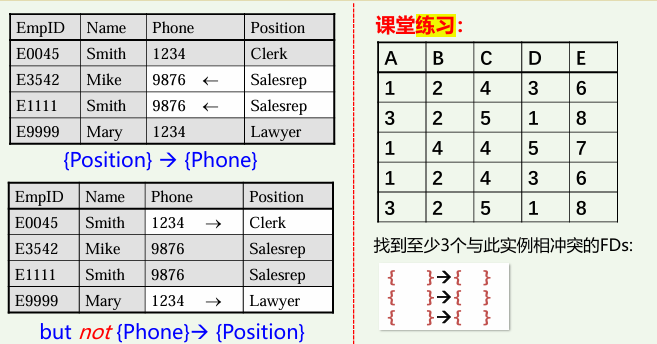 EmpID Name Phone Position
E0045 Smith 1234 Clerk
E3542 Mike 9876 ← Salesrep
E1111 Smith 9876 ← Salesrep
E9999 Mary 1234 Lawyer
{Position} → {Phone}
EmpID Name Phone Position
E0045 Smith 1234 → Clerk
E3542 Mike 9876 Salesrep
E1111 Smith 9876 Salesrep
E9999 Mary 1234 → Lawyer
but not {Phone}→ {Position}
课堂练习：
A B C D E
1 2 4 3 6
3 2 5 1 8
1 4 4 5 7
1 2 4 3 6
3 2 5 1 8
找到至少3个与此实例相冲突的FDs:
{ }→{ }
{ }→{ }
{ }→{ }